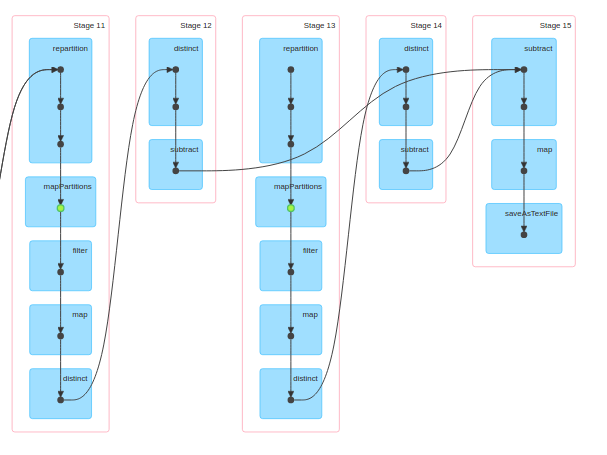 Stage 11
repartition
mapPartitions
filter
map
distinct
Stage 12
distinct
subtract
Stage 13
repartition
mapPartitions
filter
map
distinct
Stage 14
distinct
subtract
Stage 15
subtract
map
saveAsTextFile